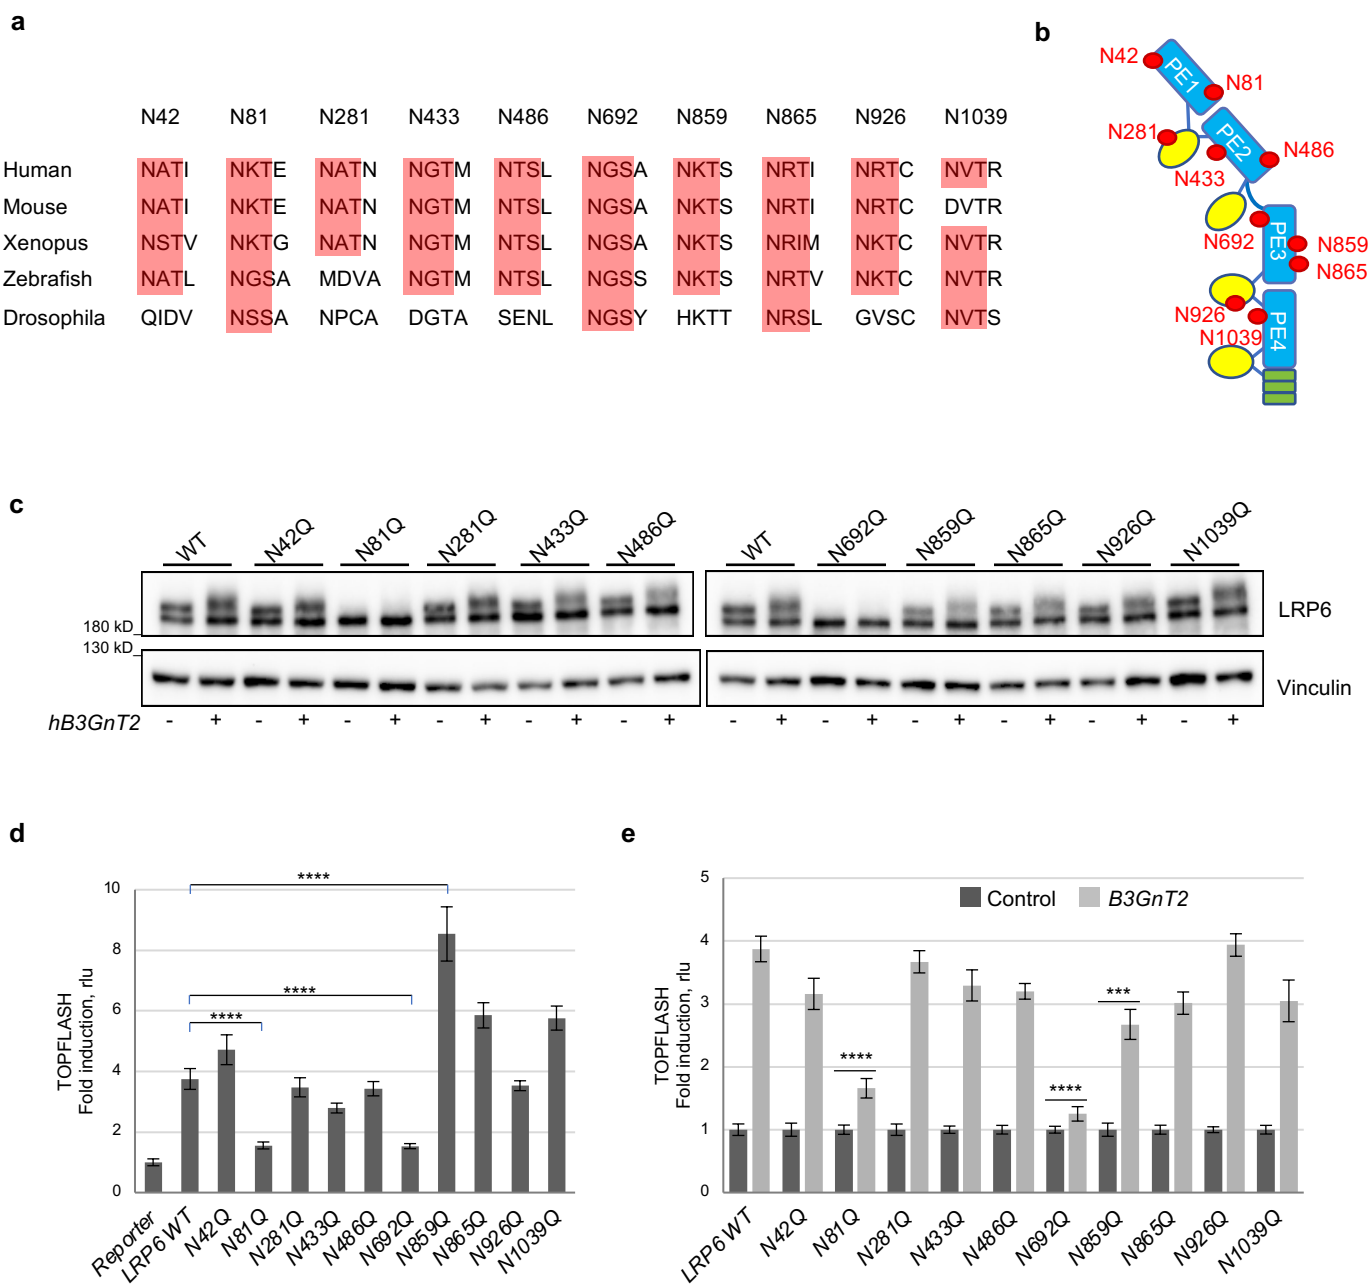 a
N42 N81 N281 N433 N486 N692 N859 N865 N926 N1039
Human NATI NKTE NATN NGTM NTSL NGSA NKTS NRTI NRTC NVTR
Mouse NATI NKTE NATN NGTM NTSL NGSA NKTS NRTI NRTC DVTR
Xenopus NSTV NKTG NATN NGTM NTSL NGSA NKTS NRIM NKTC NVTR
Zebrafish NATL NGSA MDVA NGTM NTSL NGSS NKTS NRTV NKTC NVTR
Drosophila QIDV NSSA NPCA DGTA SENL NGSY HKTT NRSL GVSC NVTS
b
N42
PE1
N81
N281
PE2
N486
N433
N692
PE3
N859
N865
N926
N1039
PE4
c
WT N42Q N81Q N281Q N433Q N486Q WT N692Q N859Q N865Q N926Q N1039Q
LRP6
180 kD_
130 kD_
Vinculin
hB3GnT2 - + - + - + - + - + - + - + - + - + - + - + - +
d
TOPFLASH
Fold induction, rlu
10
8
6
4
2
0
****
****
****
Reporter LRP6 WT N42Q N81Q N281Q N433Q N486Q N692Q N859Q N865Q N926Q N1039Q
e
TOPFLASH
Fold induction, rlu
5
4
3
2
1
0
Control B3GnT2
****
****
***
LRP6 WT N42Q N81Q N281Q N433Q N486Q N692Q N859Q N865Q N926Q N1039Q